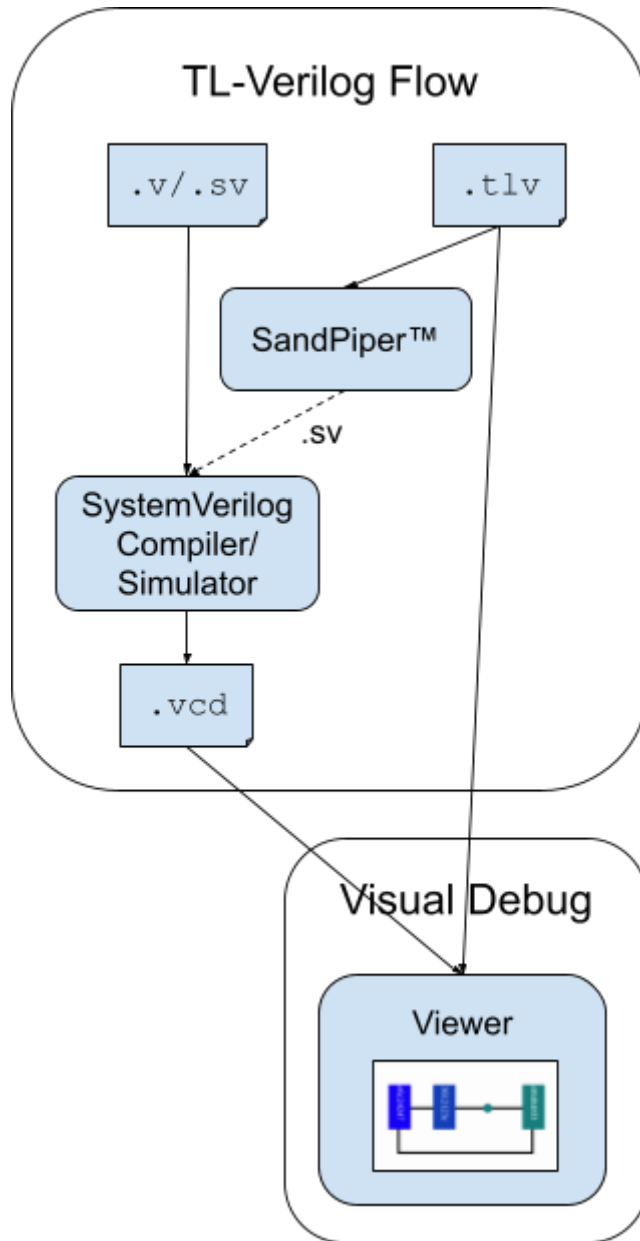 TL-Verilog Flow
.v/.sv
.tlv
SandPiper™
.sv
SystemVerilog
Compiler/
Simulator
.vcd
Visual Debug
Viewer